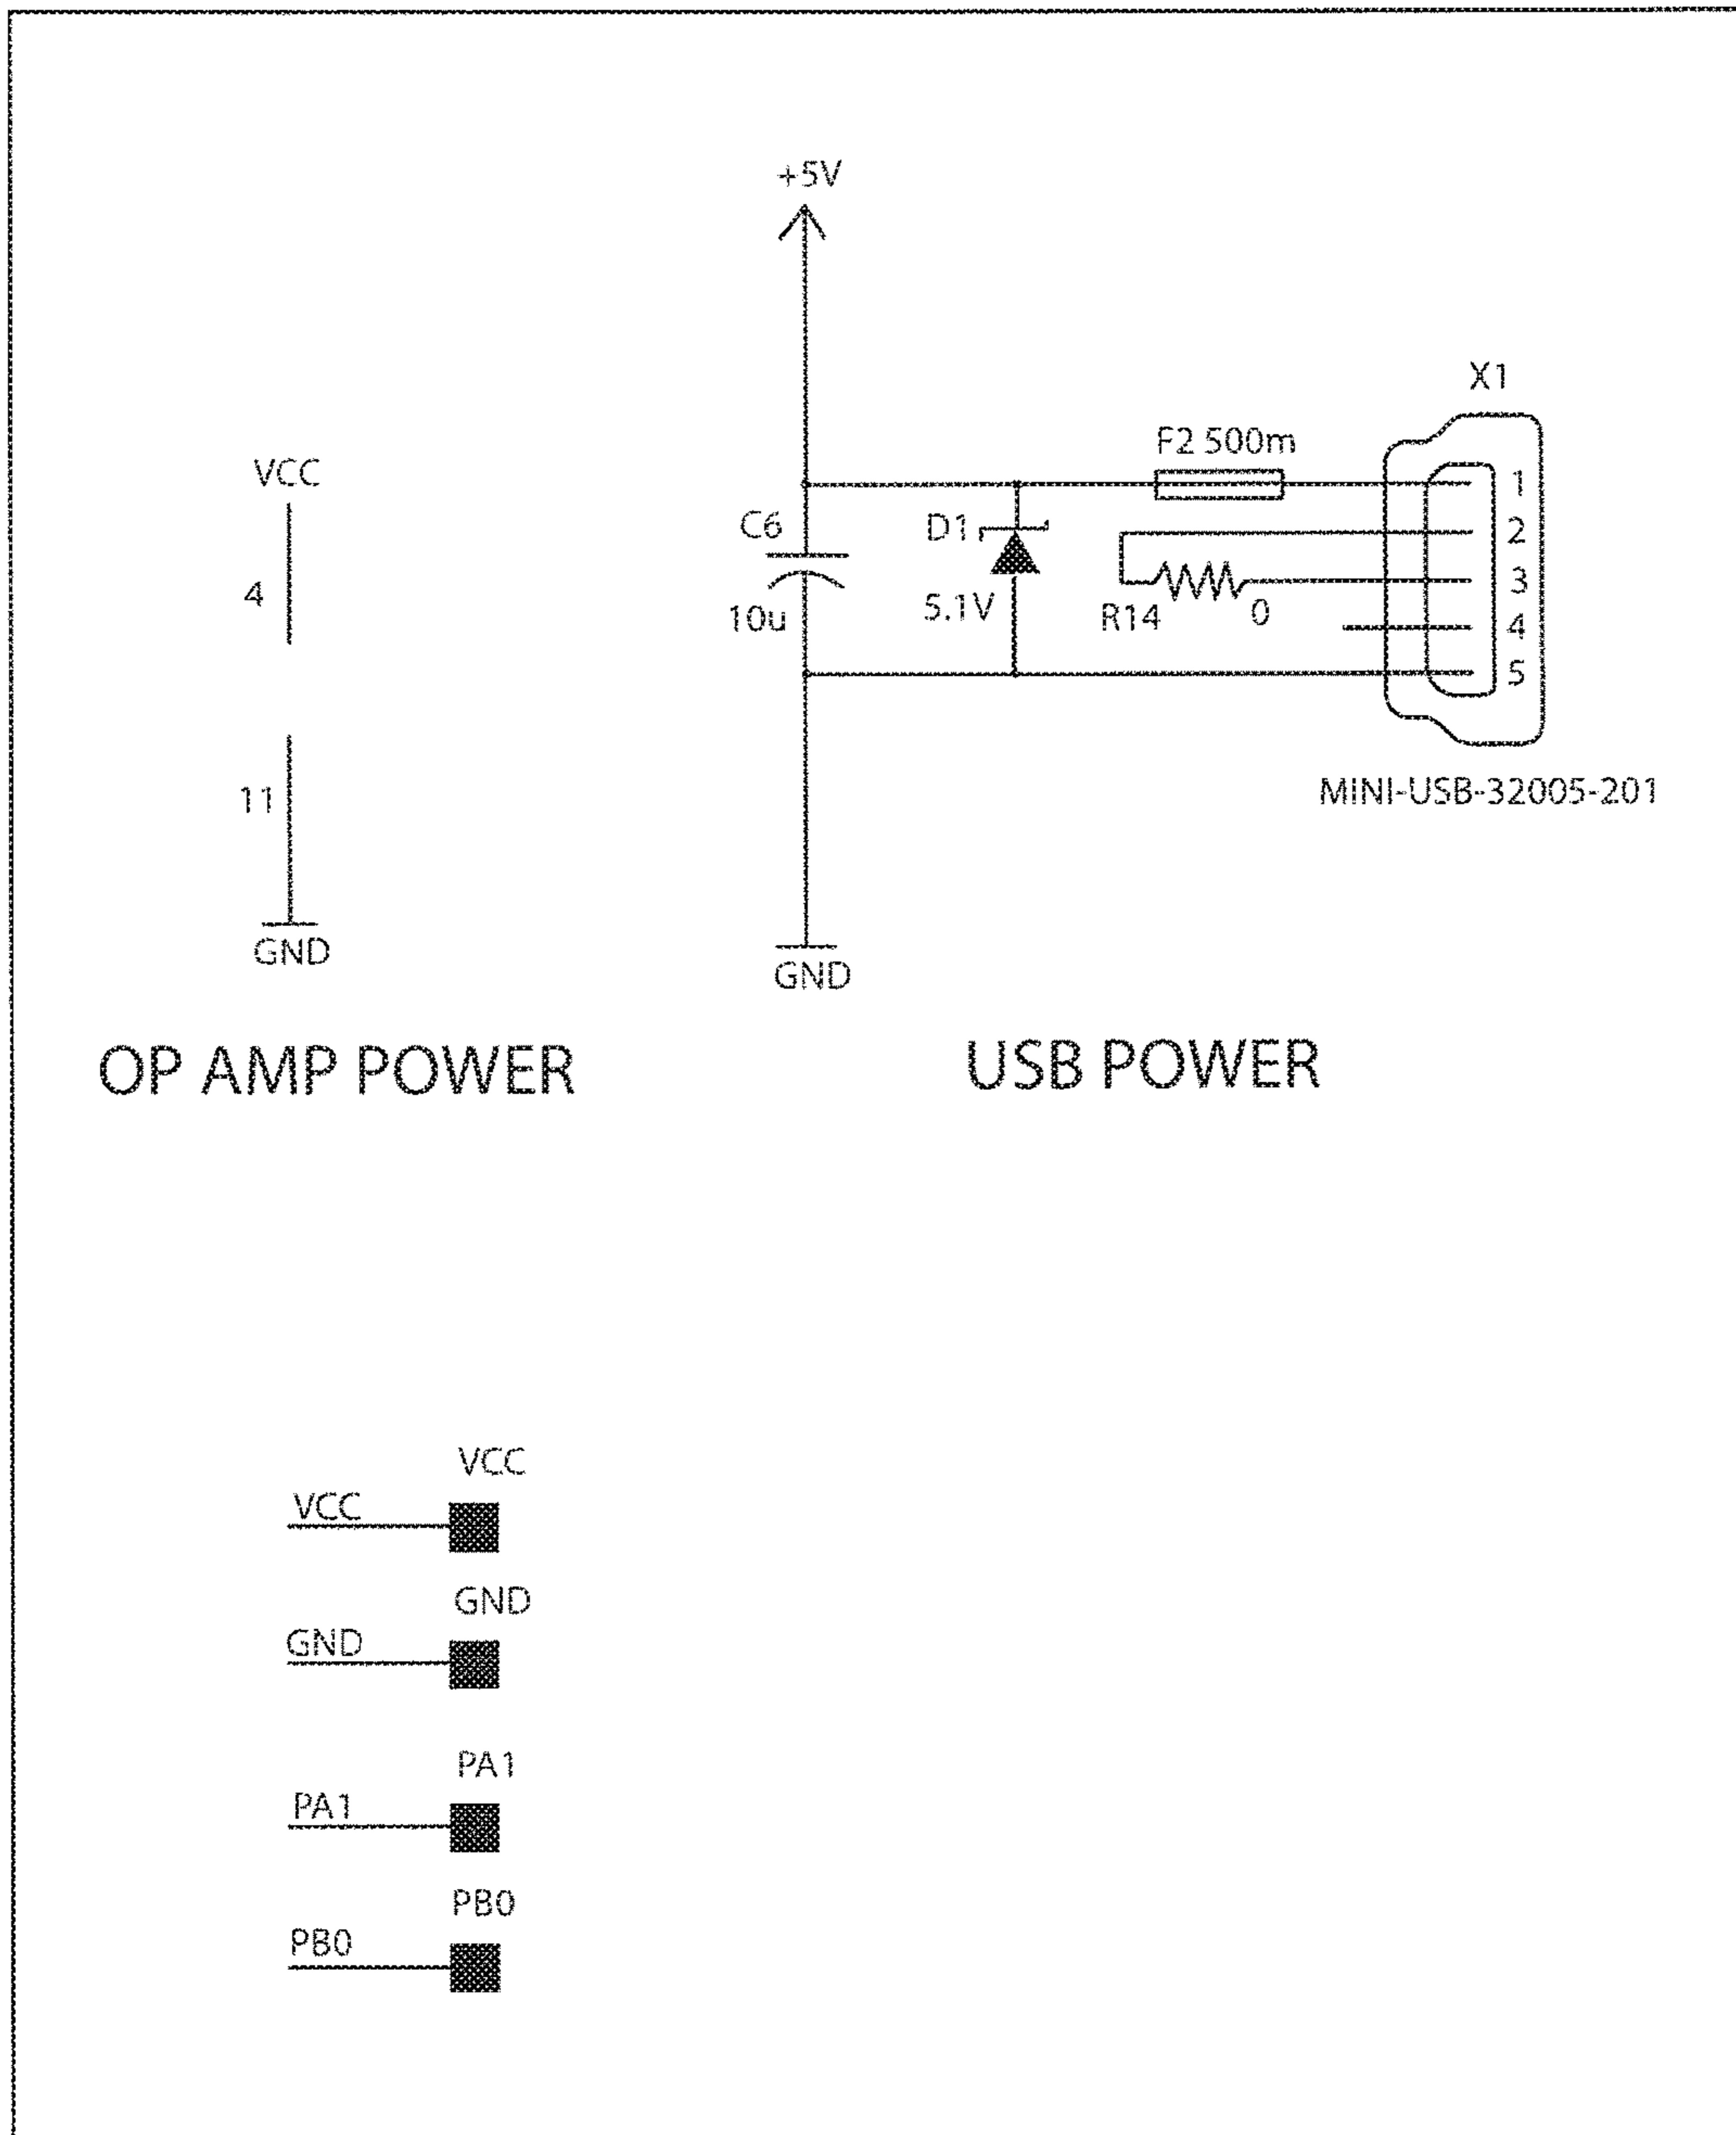 +5V
X1
F2 500m
VCC
1
C6
D1
2
4
3
10u
5.1V
R14
0
4
5
11
MINI-USB-32005-201
GND
GND
OP AMP POWER
USB POWER
VCC
VCC
GND
GND
PA1
PA1
PB0
PB0